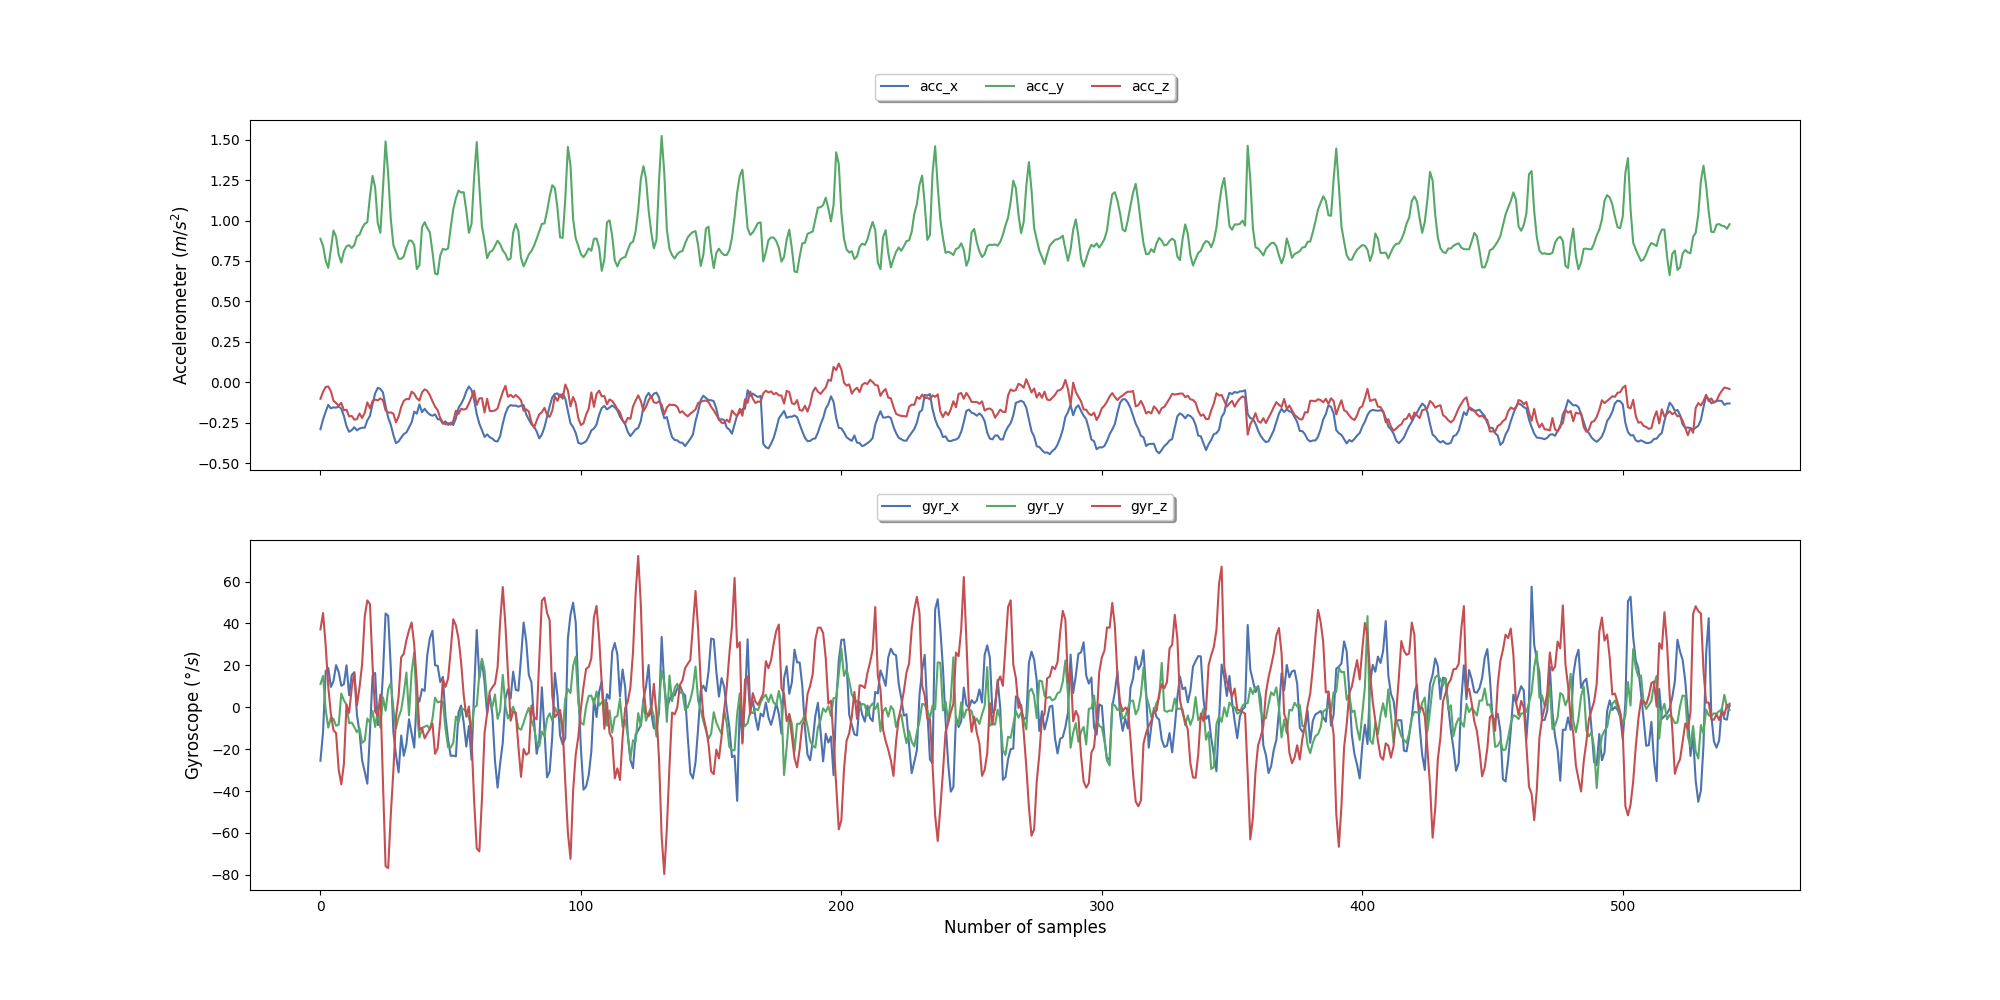 acc_x acc_y acc_z
1.50
1.25
1.00
0.75
0.50
0.25
0.00
−0.25
−0.50
Accelerometer (m/s²)
gyr_x gyr_y gyr_z
60
40
20
0
−20
−40
−60
−80
Gyroscope (°/s)
0 100 200 300 400 500
Number of samples